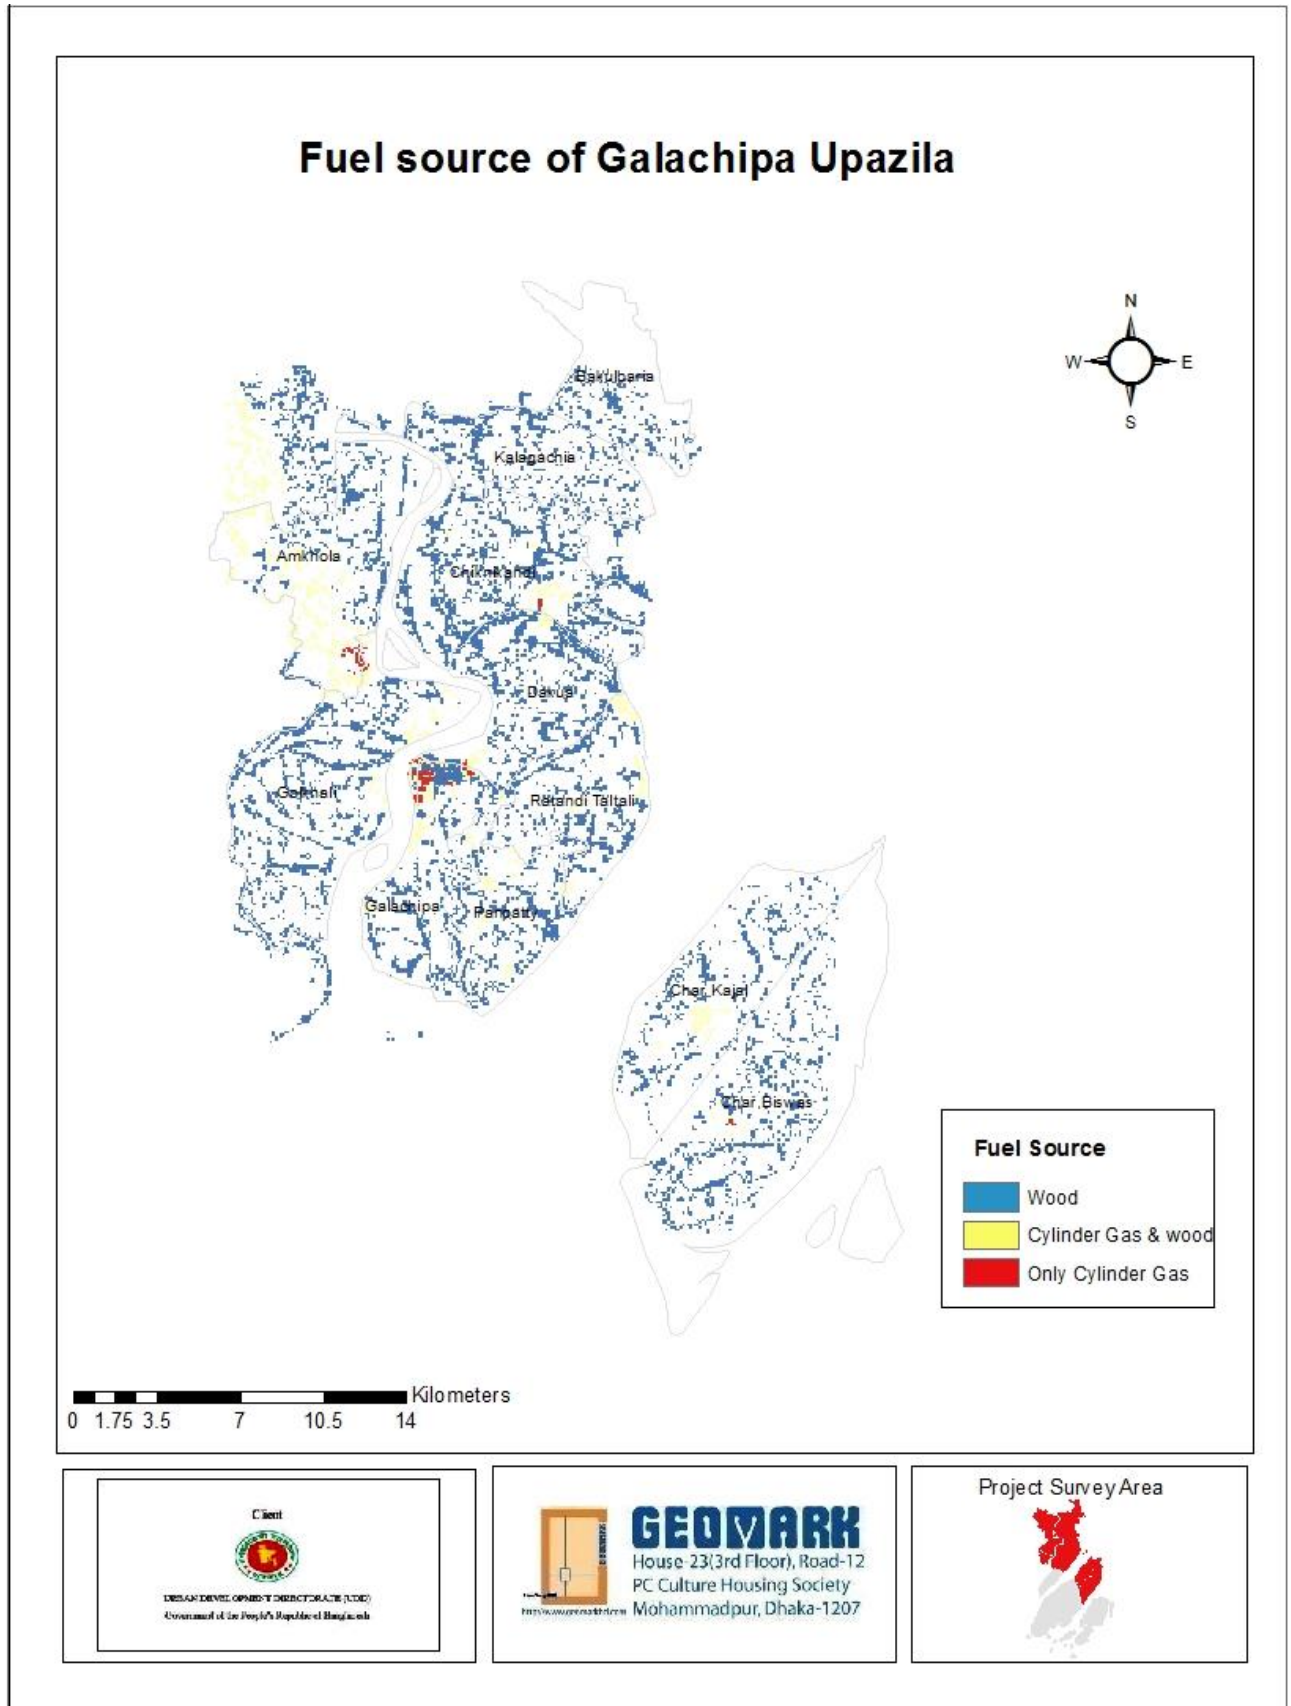 Fuel source of Galachipa Upazila
N
W
E
S
Bakulbaria
Kalagachia
Amkhola
Chiknikandi
Dakua
Golkhali
Ratandi Taltali
Galachipa
Panpatty
Char Kajal
Char Biswas
Fuel Source
Wood
Cylinder Gas & wood
Only Cylinder Gas
Kilometers
0 1.75 3.5 7 10.5 14
Client
URBAN DEVELOPMENT DIRECTORATE (UDD)
Government of the People's Republic of Bangladesh
GEOMARK
House-23(3rd Floor), Road-12
PC Culture Housing Society
Mohammadpur, Dhaka-1207
Project Survey Area